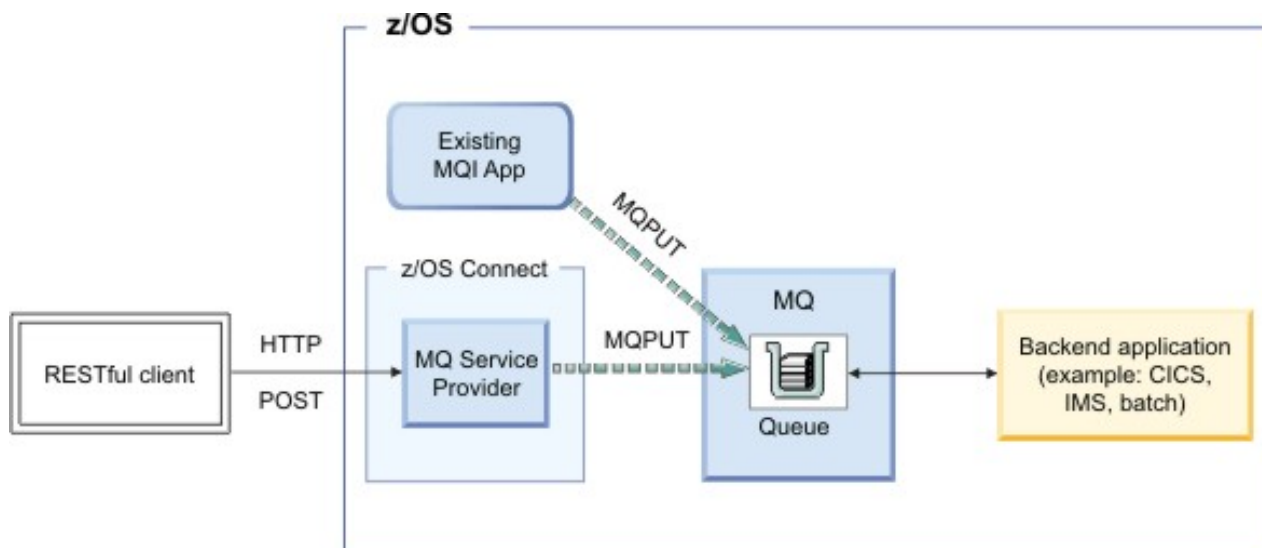 z/OS
Existing
MQI App
MQPUT
z/OS Connect
MQ Service
Provider
RESTful client
HTTP
POST
MQPUT
MQ
Queue
Backend application
(example: CICS,
IMS, batch)